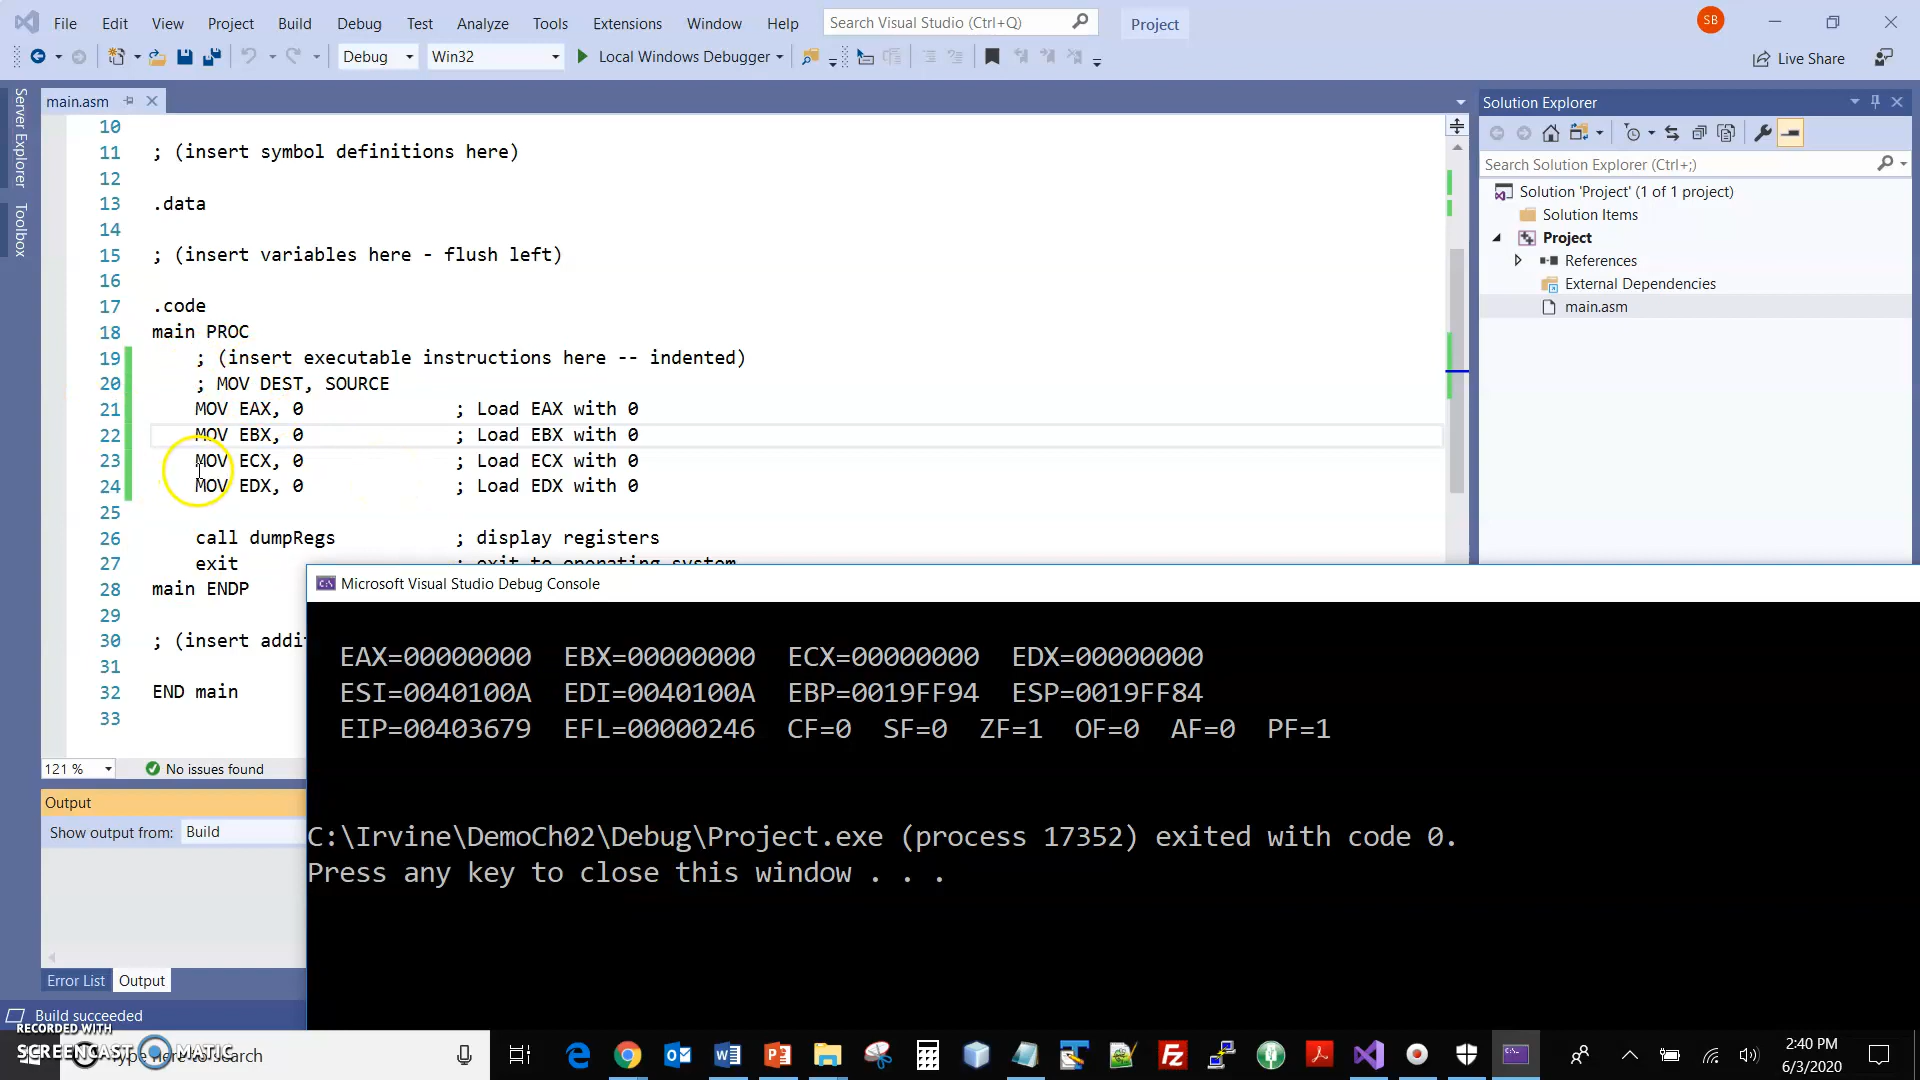 File Edit View Project Build Debug Test Analyze Tools Extensions Window Help Search Visual Studio (Ctrl+Q) Project SB
Debug Win32 Local Windows Debugger Live Share
Server Explorer
Toolbox
main.asm
10
11 ; (insert symbol definitions here)
12
13 .data
14
15 ; (insert variables here - flush left)
16
17 .code
18 main PROC
19 ; (insert executable instructions here -- indented)
20 ; MOV DEST, SOURCE
21 MOV EAX, 0 ; Load EAX with 0
22 MOV EBX, 0 ; Load EBX with 0
23 MOV ECX, 0 ; Load ECX with 0
24 MOV EDX, 0 ; Load EDX with 0
25
26 call dumpRegs ; display registers
27 exit ; exit to operating system
28 main ENDP
29
30 ; (insert addit
31
32 END main
33
121 % No issues found
Output
Show output from: Build
Error List Output
Build succeeded
Solution Explorer
Search Solution Explorer (Ctrl+;)
Solution 'Project' (1 of 1 project)
Solution Items
Project
References
External Dependencies
main.asm
Microsoft Visual Studio Debug Console
EAX=00000000 EBX=00000000 ECX=00000000 EDX=00000000
ESI=0040100A EDI=0040100A EBP=0019FF94 ESP=0019FF84
EIP=00403679 EFL=00000246 CF=0 SF=0 ZF=1 OF=0 AF=0 PF=1
C:\Irvine\DemoCh02\Debug\Project.exe (process 17352) exited with code 0.
Press any key to close this window . . .
RECORDED WITH
SCREENCAST MATIC
Type here to search
2:40 PM
6/3/2020